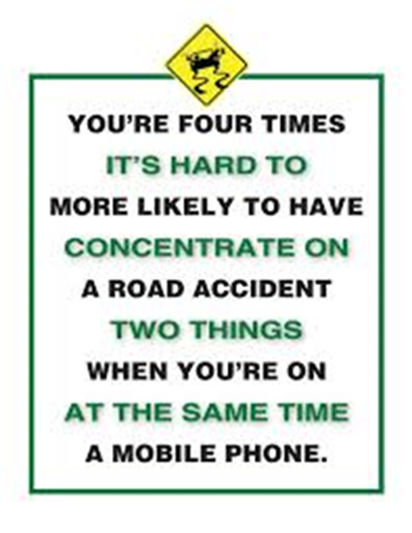 YOU'RE FOUR TIMES
IT'S HARD TO
MORE LIKELY TO HAVE
CONCENTRATE ON
A ROAD ACCIDENT
TWO THINGS
WHEN YOU'RE ON
AT THE SAME TIME
A MOBILE PHONE.